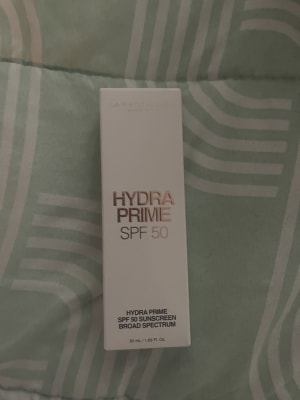 HYDRA
PRIME
SPF 50
HYDRA PRIME
SPF 50 SUNSCREEN
BROAD SPECTRUM